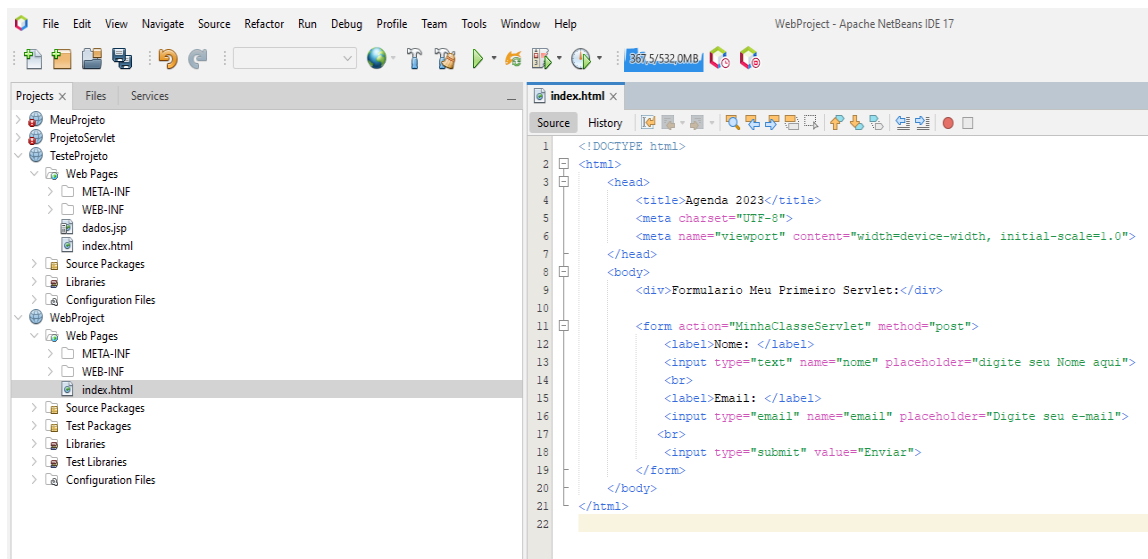 File Edit View Navigate Source Refactor Run Debug Profile Team Tools Window Help WebProject - Apache NetBeans IDE 17
367,5/532,0MB
Projects Files Services
MeuProjeto
ProjetoServlet
TesteProjeto
Web Pages
META-INF
WEB-INF
dados.jsp
index.html
Source Packages
Libraries
Configuration Files
WebProject
Web Pages
META-INF
WEB-INF
index.html
Source Packages
Test Packages
Libraries
Test Libraries
Configuration Files
index.html
Source History
1 <!DOCTYPE html>
2 <html>
3 <head>
4 <title>Agenda 2023</title>
5 <meta charset="UTF-8">
6 <meta name="viewport" content="width=device-width, initial-scale=1.0">
7 </head>
8 <body>
9 <div>Formulario Meu Primeiro Servlet:</div>
10
11 <form action="MinhaClasseServlet" method="post">
12 <label>Nome: </label>
13 <input type="text" name="nome" placeholder="digite seu Nome aqui">
14 <br>
15 <label>Email: </label>
16 <input type="email" name="email" placeholder="Digite seu e-mail">
17 <br>
18 <input type="submit" value="Enviar">
19 </form>
20 </body>
21 </html>
22